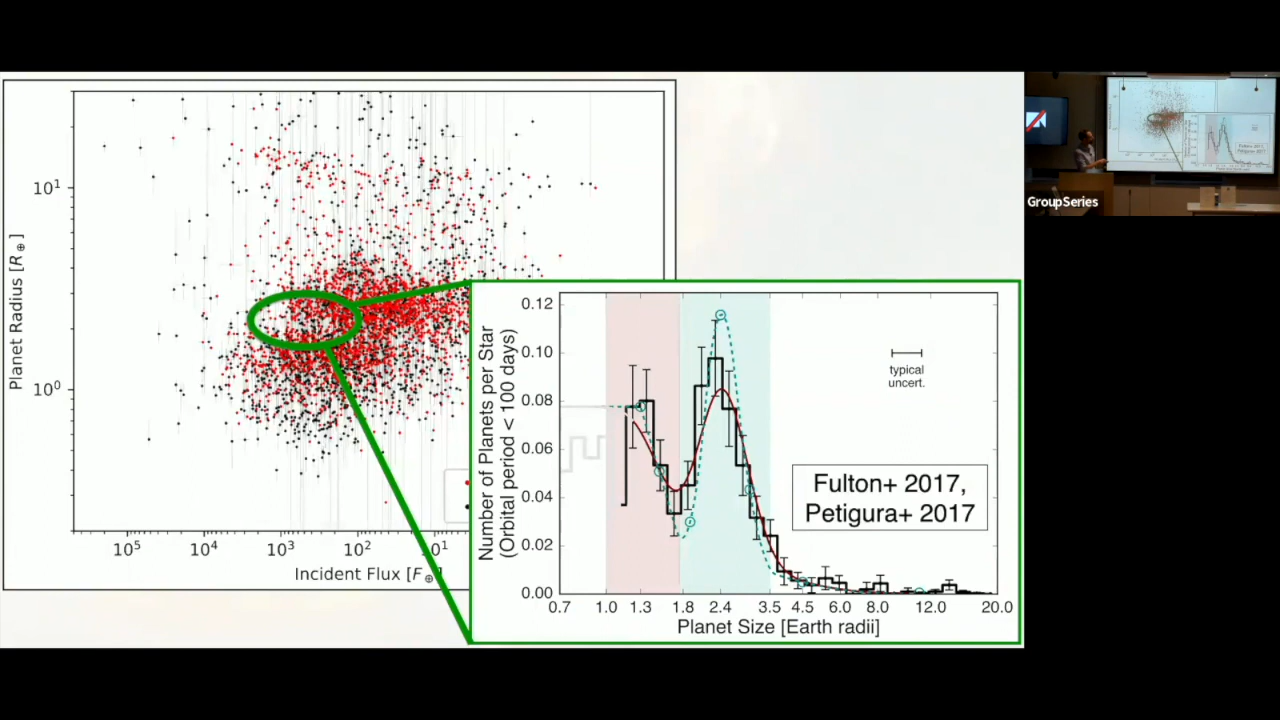 10¹
10⁰
Planet Radius [R⊕]
10⁵ 10⁴ 10³ 10² 10¹
Incident Flux [F⊕]
0.12
0.10
0.08
0.06
0.04
0.02
0.00
Number of Planets per Star
(Orbital period < 100 days)
typical
uncert.
Fulton+ 2017,
Petigura+ 2017
0.7 1.0 1.3 1.8 2.4 3.5 4.5 6.0 8.0 12.0 20.0
Planet Size [Earth radii]
GroupSeries